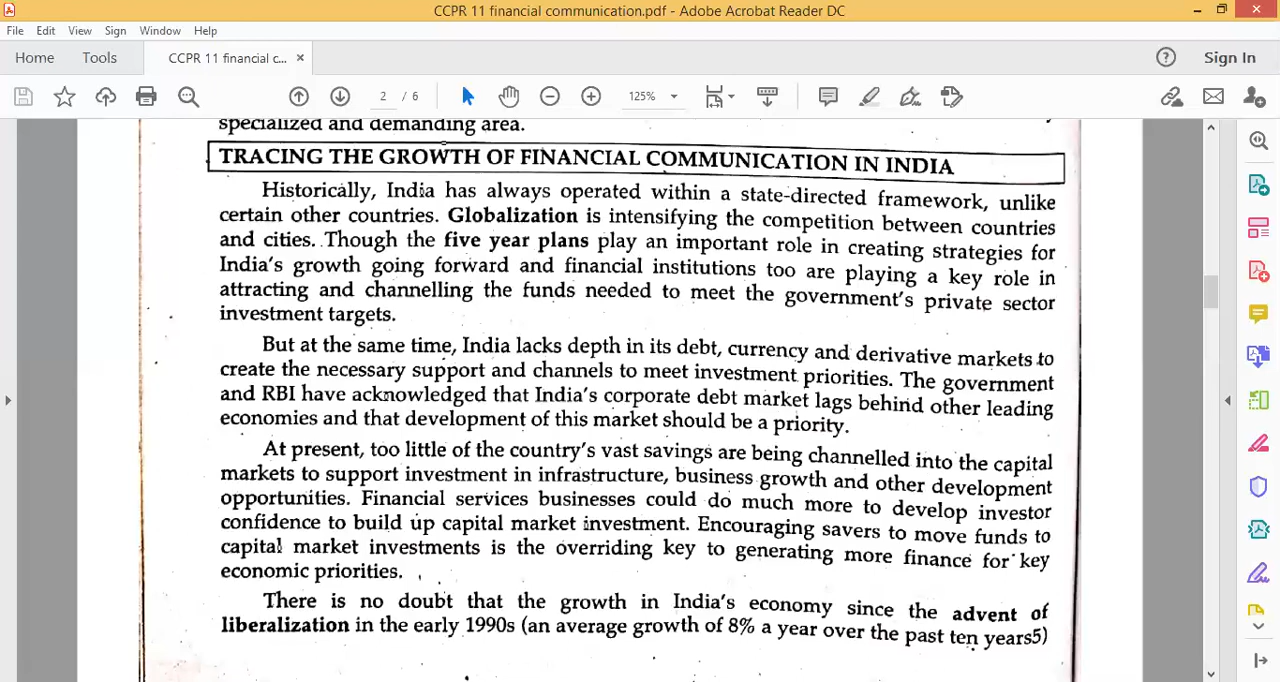 CCPR 11 financial communication.pdf - Adobe Acrobat Reader DC
File Edit View Sign Window Help
Home Tools CCPR 11 financial c... × Sign In
2 / 6 125%
specialized and demanding area.
TRACING THE GROWTH OF FINANCIAL COMMUNICATION IN INDIA
Historically, India has always operated within a state-directed framework, unlike
certain other countries. Globalization is intensifying the competition between countries
and cities. Though the five year plans play an important role in creating strategies for
India's growth going forward and financial institutions too are playing a key role in
attracting and channelling the funds needed to meet the government's private sector
investment targets.
But at the same time, India lacks depth in its debt, currency and derivative markets to
create the necessary support and channels to meet investment priorities. The government
and RBI have acknowledged that India's corporate debt market lags behind other leading
economies and that development of this market should be a priority.
At present, too little of the country's vast savings are being channelled into the capital
markets to support investment in infrastructure, business growth and other development
opportunities. Financial services businesses could do much more to develop investor
confidence to build up capital market investment. Encouraging savers to move funds to
capital market investments is the overriding key to generating more finance for key
economic priorities.
There is no doubt that the growth in India's economy since the advent of
liberalization in the early 1990s (an average growth of 8% a year over the past ten years5)